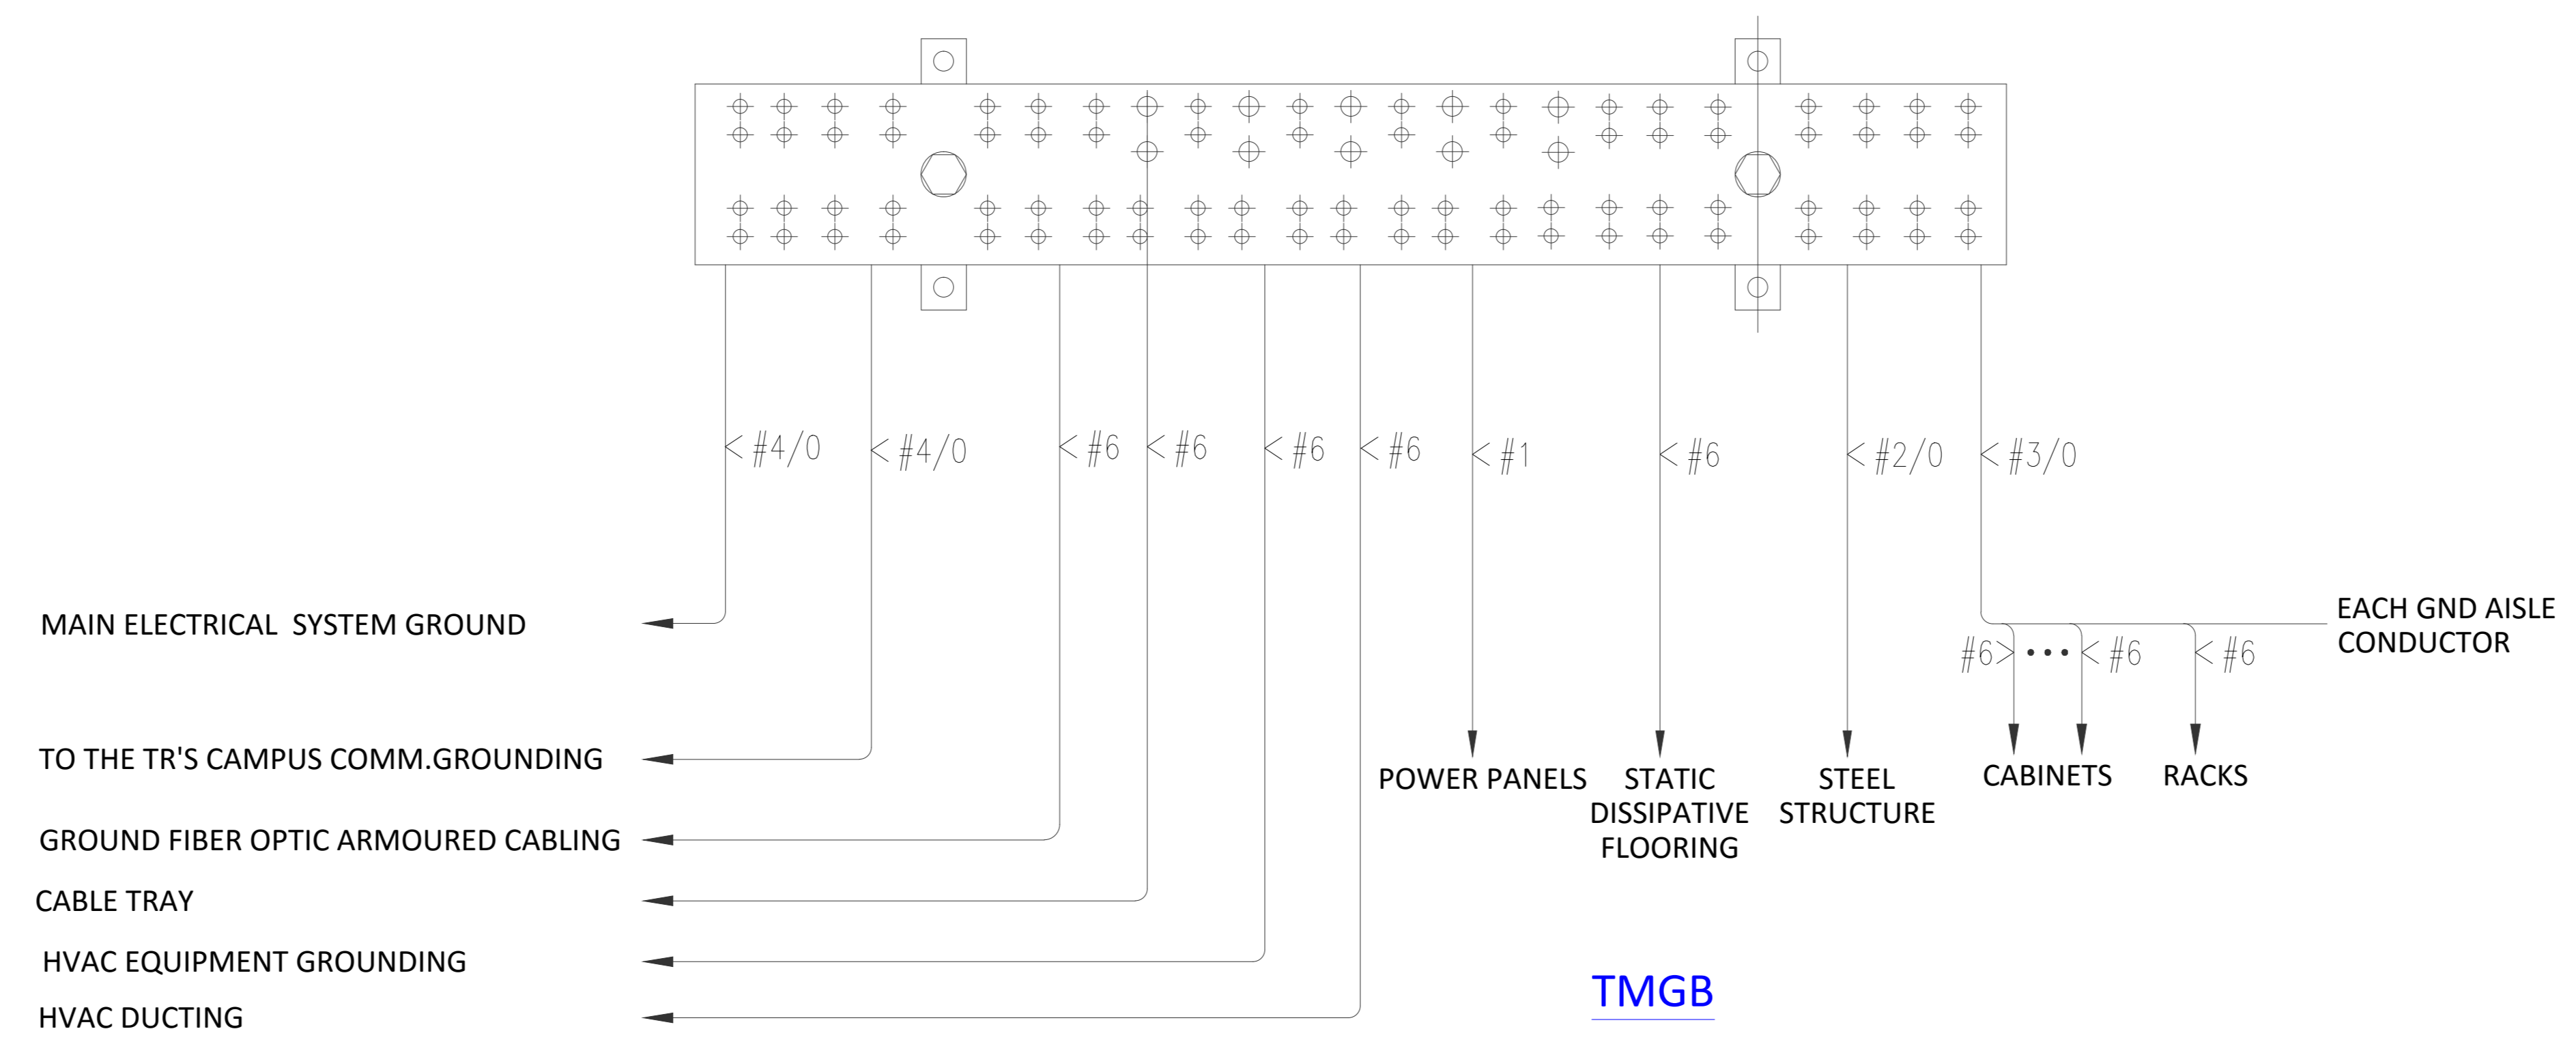 #4/0
#4/0
#6
#6
#6
#6
#1
#6
#2/0
#3/0
MAIN ELECTRICAL SYSTEM GROUND
EACH GND AISLE
CONDUCTOR
#6
•••
#6
#6
TO THE TR'S CAMPUS COMM.GROUNDING
POWER PANELS
STATIC
DISSIPATIVE
FLOORING
STEEL
STRUCTURE
CABINETS
RACKS
GROUND FIBER OPTIC ARMOURED CABLING
CABLE TRAY
HVAC EQUIPMENT GROUNDING
HVAC DUCTING
TMGB